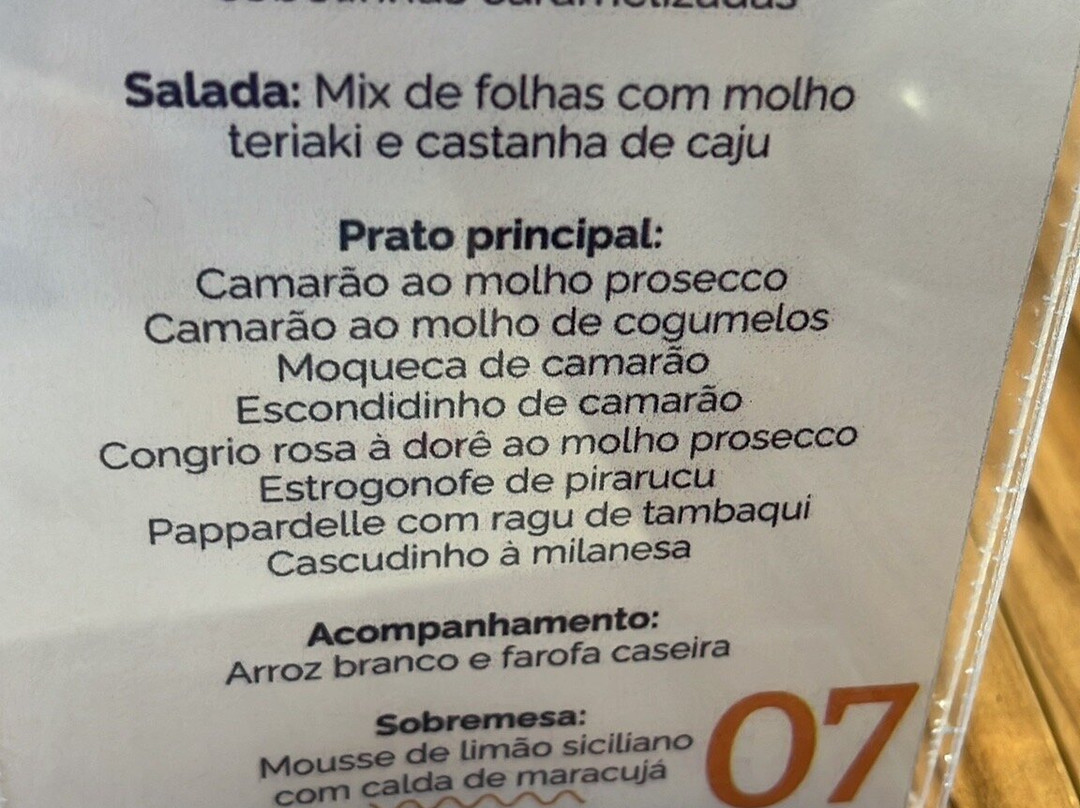 caramelizadas
Salada: Mix de folhas com molho
teriaki e castanha de caju
Prato principal:
Camarão ao molho prosecco
Camarão ao molho de cogumelos
Moqueca de camarão
Escondidinho de camarão
Congrio rosa à dorê ao molho prosecco
Estrogonofe de pirarucu
Pappardelle com ragu de tambaqui
Cascudinho à milanesa
Acompanhamento:
Arroz branco e farofa caseira
Sobremesa:
Mousse de limão siciliano
com calda de maracujá
07